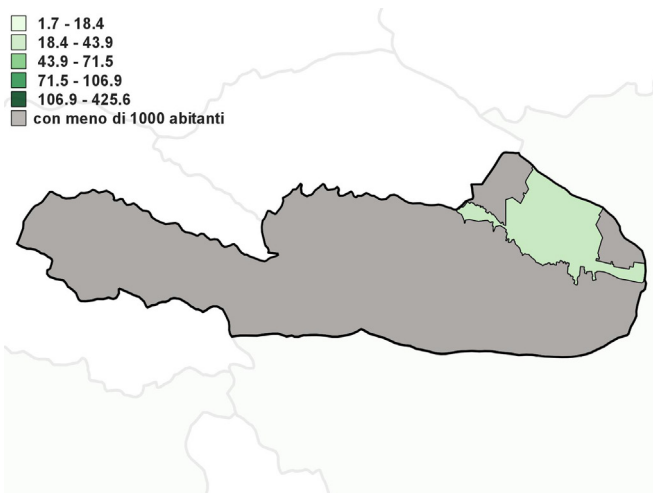 1.7 - 18.4
18.4 - 43.9
43.9 - 71.5
71.5 - 106.9
106.9 - 425.6
con meno di 1000 abitanti